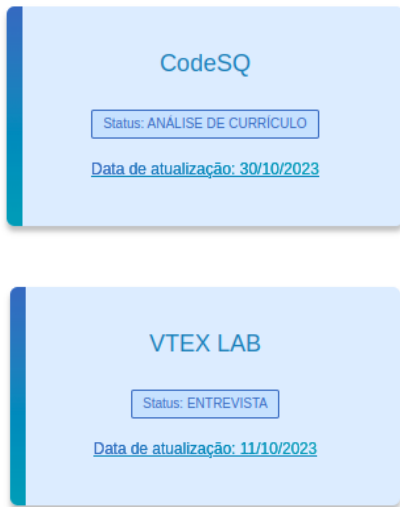 CodeSQ
Status: ANÁLISE DE CURRÍCULO
Data de atualização: 30/10/2023
VTEX LAB
Status: ENTREVISTA
Data de atualização: 11/10/2023